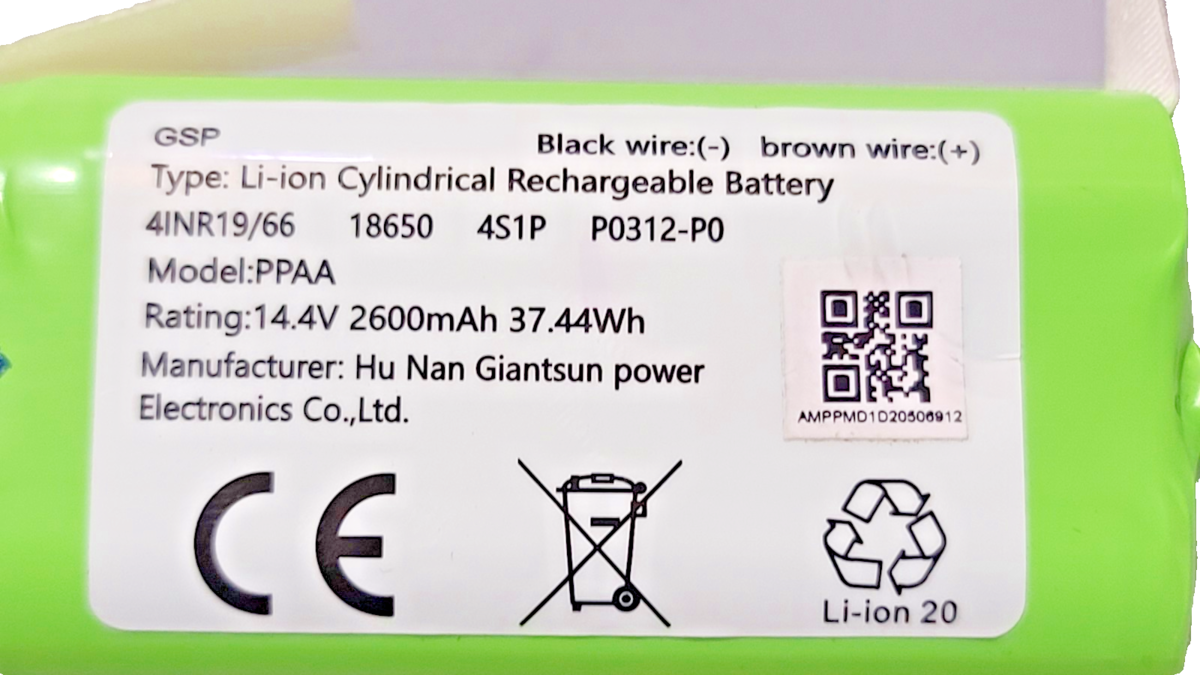 GSP
Black wire:(-) brown wire:(+)
Type: Li-ion Cylindrical Rechargeable Battery
4INR19/66 18650 4S1P P0312-P0
Model:PPAA
Rating:14.4V 2600mAh 37.44Wh
Manufacturer: Hu Nan Giantsun power
Electronics Co.,Ltd.
AMPPMD1D20506912
CE
Li-ion 20